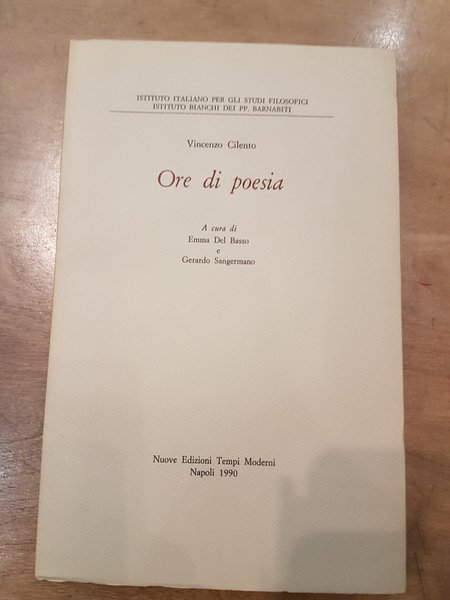 ISTITUTO ITALIANO PER GLI STUDI FILOSOFICI
ISTITUTO BIANCHI DEI PP. BARNABITI
Vincenzo Cilento
Ore di poesia
A cura di
Emma Del Basso
e
Gerardo Sangermano
Nuove Edizioni Tempi Moderni
Napoli 1990